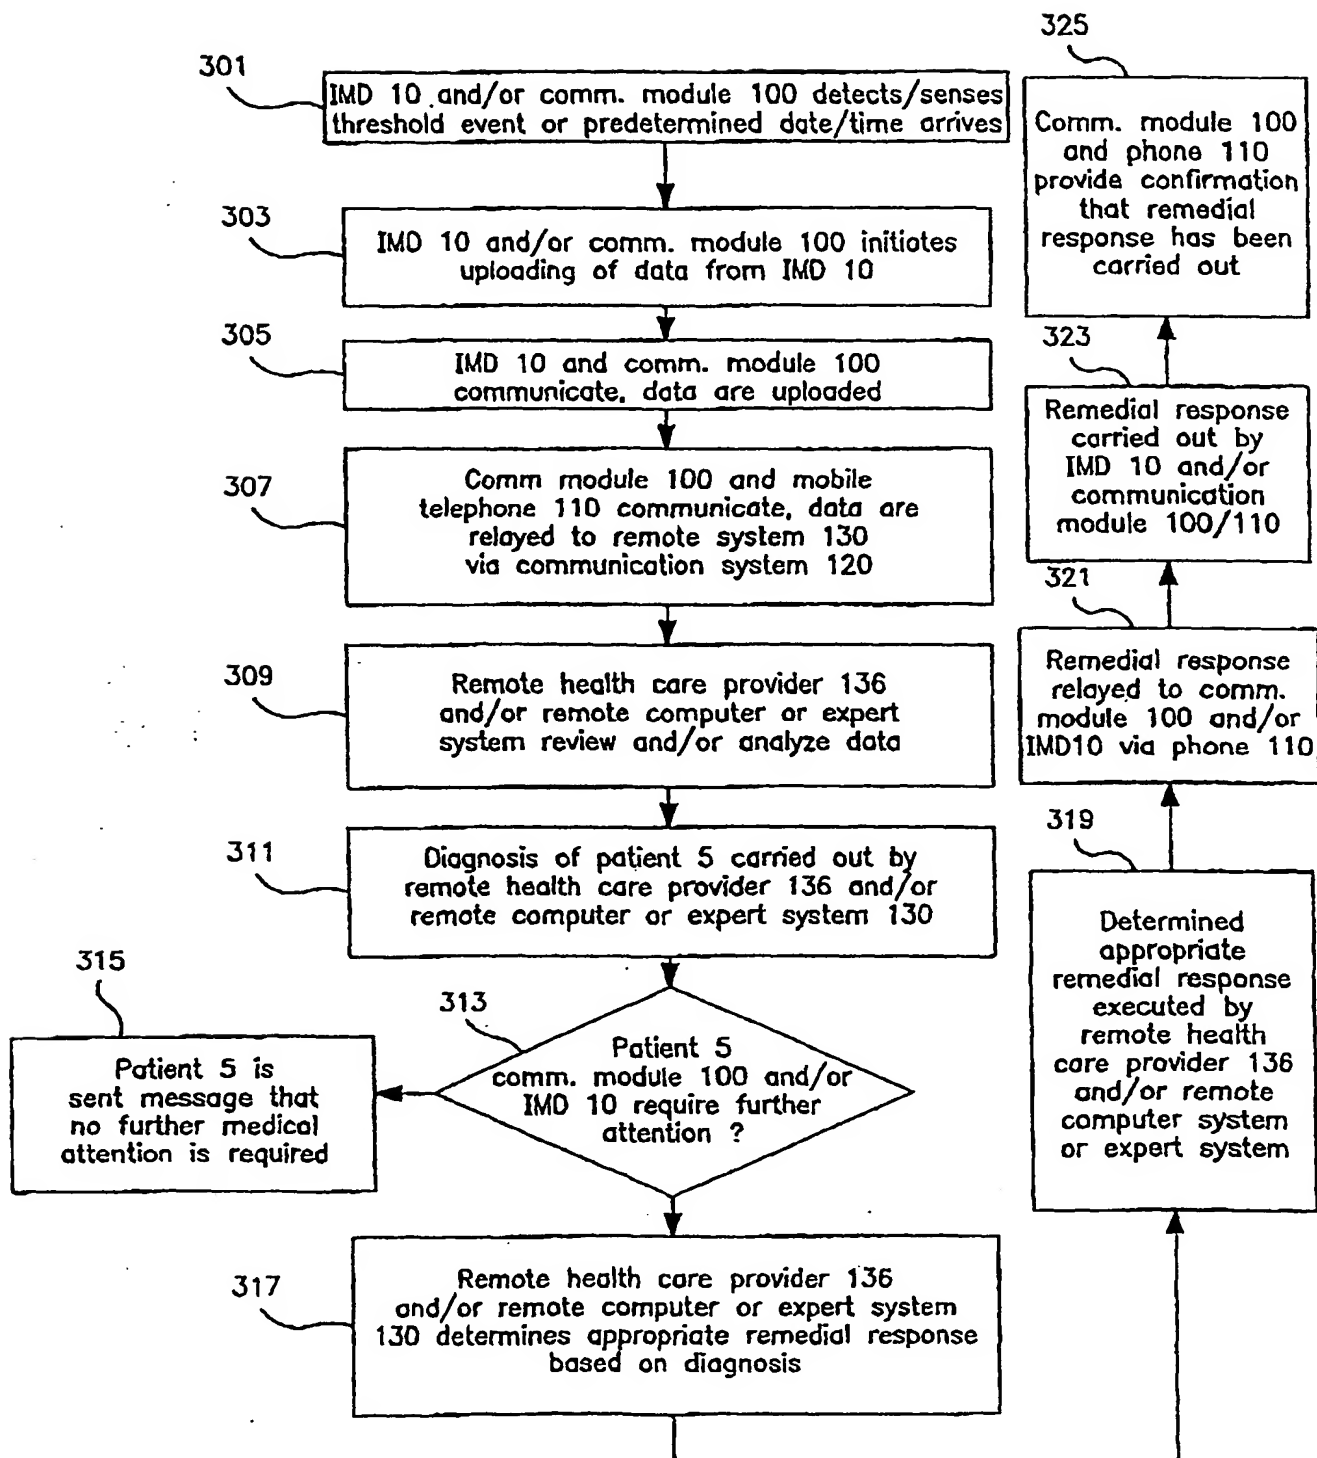 301
IMD 10 and/or comm. module 100 detects/senses
threshold event or predetermined date/time arrives
303
IMD 10 and/or comm. module 100 initiates
uploading of data from IMD 10
305
IMD 10 and comm. module 100
communicate, data are uploaded
307
Comm module 100 and mobile
telephone 110 communicate, data are
relayed to remote system 130
via communication system 120
309
Remote health care provider 136
and/or remote computer or expert
system review and/or analyze data
311
Diagnosis of patient 5 carried out by
remote health care provider 136 and/or
remote computer or expert system 130
313
Patient 5
comm. module 100 and/or
IMD 10 require further
attention ?
315
Patient 5 is
sent message that
no further medical
attention is required
317
Remote health care provider 136
and/or remote computer or expert system
130 determines appropriate remedial response
based on diagnosis
319
Determined
appropriate
remedial response
executed by
remote health
care provider 136
and/or remote
computer system
or expert system
321
Remedial response
relayed to comm.
module 100 and/or
IMD10 via phone 110
323
Remedial response
carried out by
IMD 10 and/or
communication
module 100/110
325
Comm. module 100
and phone 110
provide confirmation
that remedial
response has been
carried out